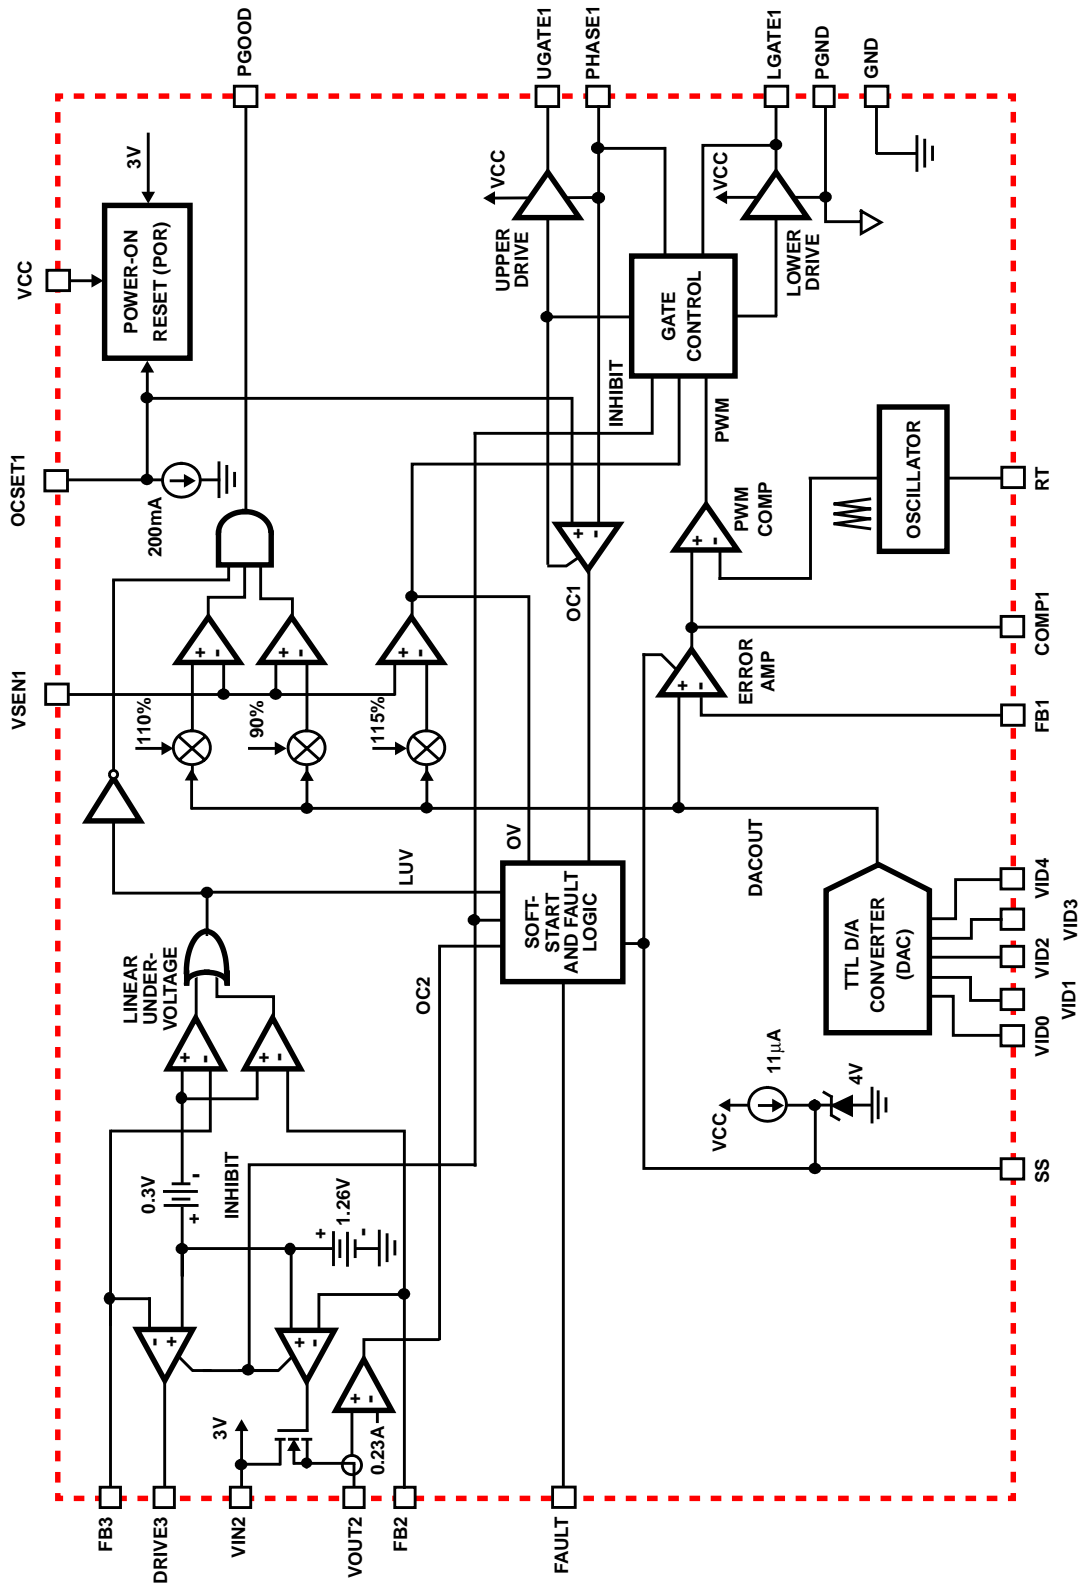 VCC
OCSET1
VSEN1
FB3
DRIVE3
VIN2
VOUT2
FB2
FAULT
PGOOD
UGATE1
PHASE1
LGATE1
PGND
GND
RT
COMP1
FB1
VID4
VID3
VID2
VID1
VID0
SS
POWER-ON
RESET (POR)
3V
200mA
110%
90%
115%
+
-
+
-
+
-
LINEAR
UNDER-
VOLTAGE
+
-
+
-
LUV
OV
OC2
OC1
0.3V
+
-
INHIBIT
1.26V
+
-
-
+
+
-
+
-
3V
0.23A
SOFT-
START
AND FAULT
LOGIC
UPPER
DRIVE
VCC
GATE
CONTROL
INHIBIT
PWM
LOWER
DRIVE
VCC
+
-
PWM
COMP
+
-
OSCILLATOR
ERROR
AMP
+
-
DACOUT
TTL D/A
CONVERTER
(DAC)
VCC
11μA
4V